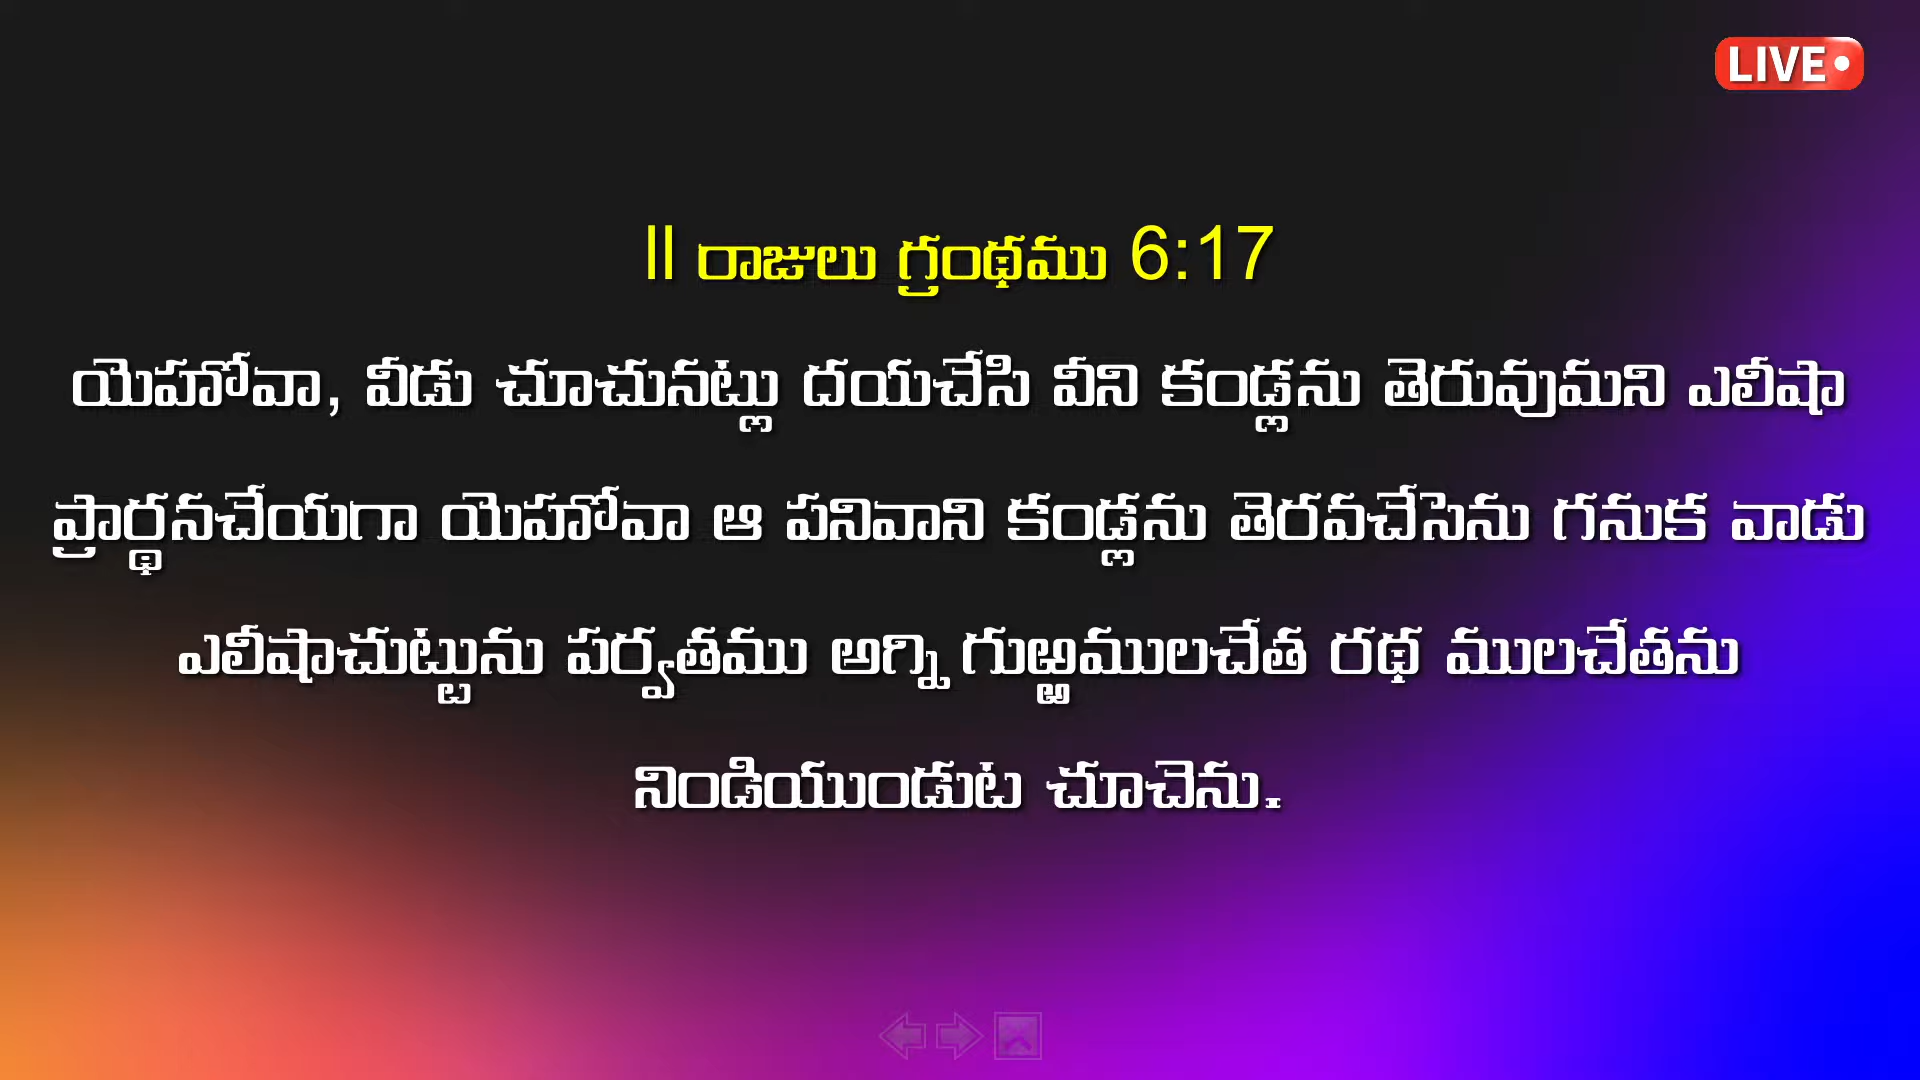 LIVE
II రాజులు గ్రంథము 6:17
యెహోవా, వీడు చూచునట్లు దయచేసి వీని కండ్లను తెరువుమని ఎలీషా
ప్రార్థనచేయగా యెహోవా ఆ పనివాని కండ్లను తెరవచేసెను గనుక వాడు
ఎలీషాచుట్టును పర్వతము అగ్ని గుఱ్ఱములచేత రథ ములచేతను
నిండియుండుట చూచెను.